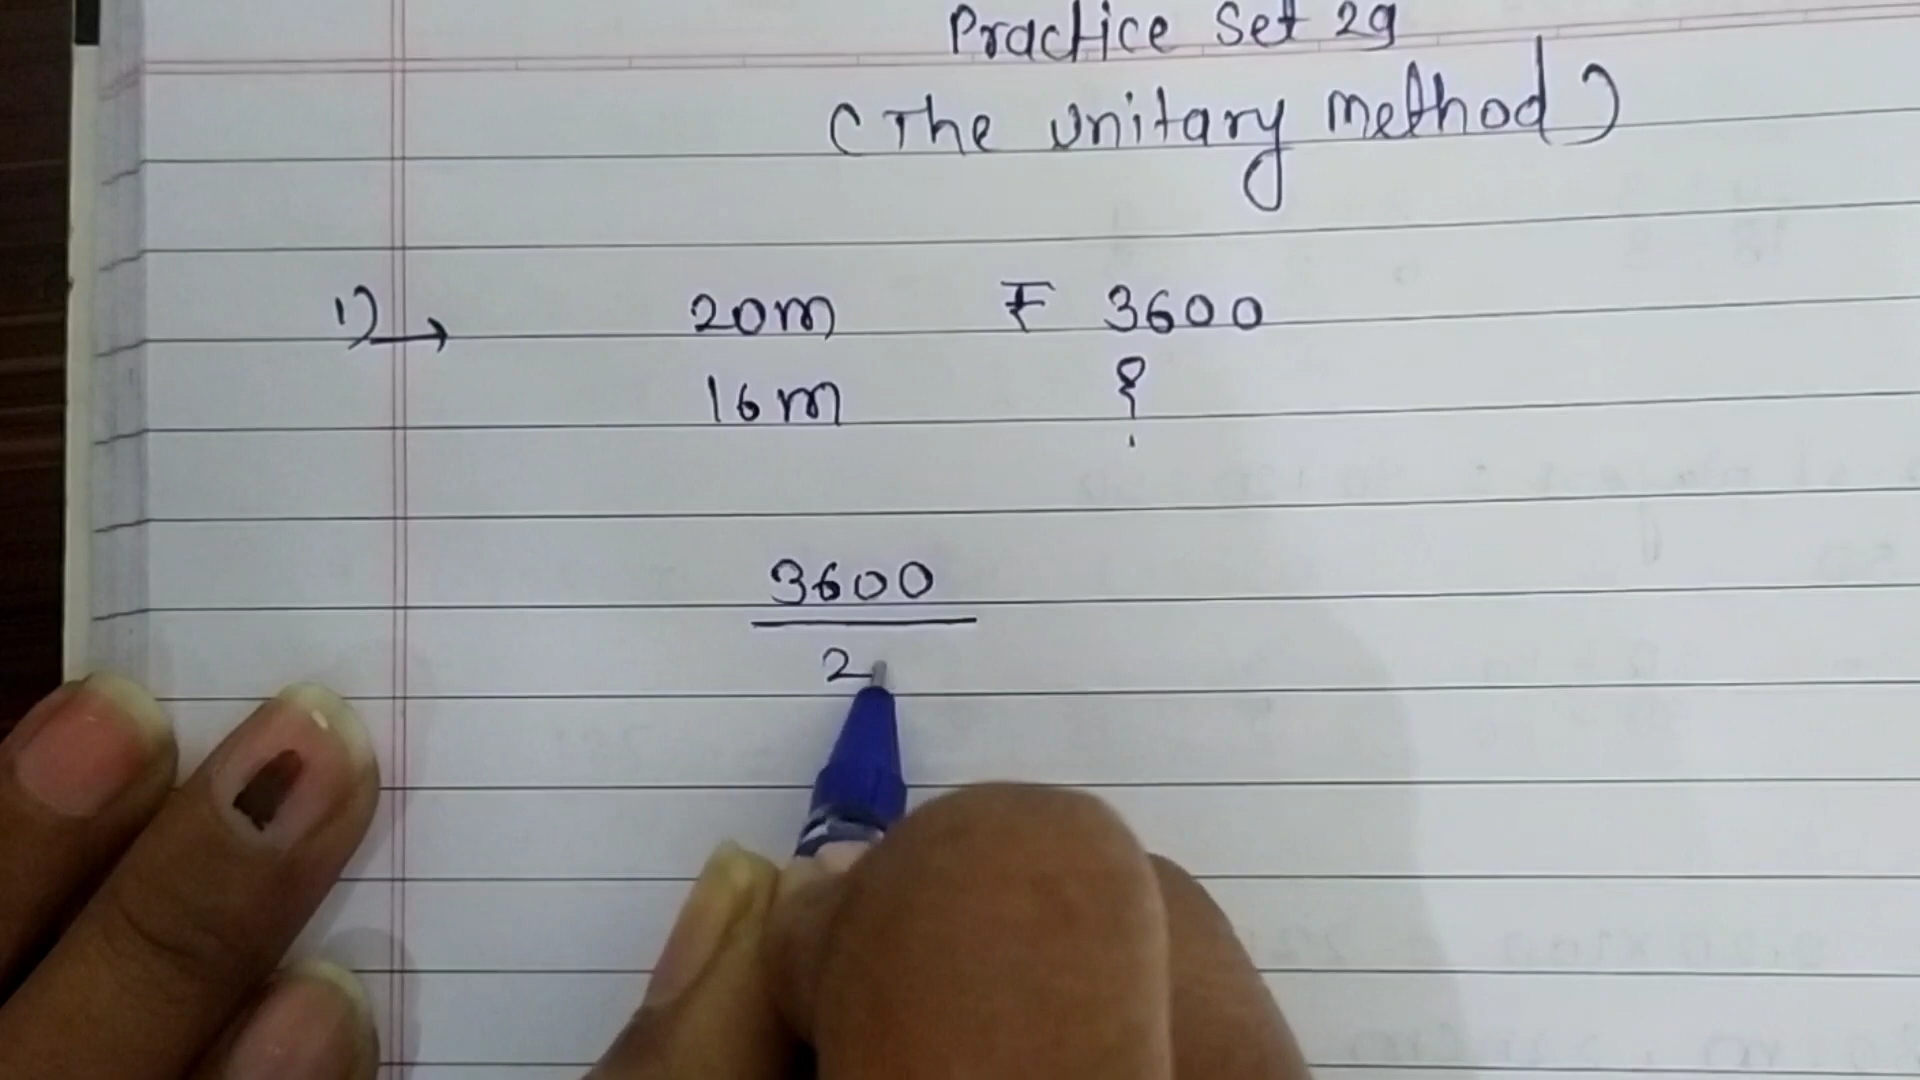 Practice Set 29
(The Unitary Method)
1)→ 20m ₹ 3600
16m ?
3600
2